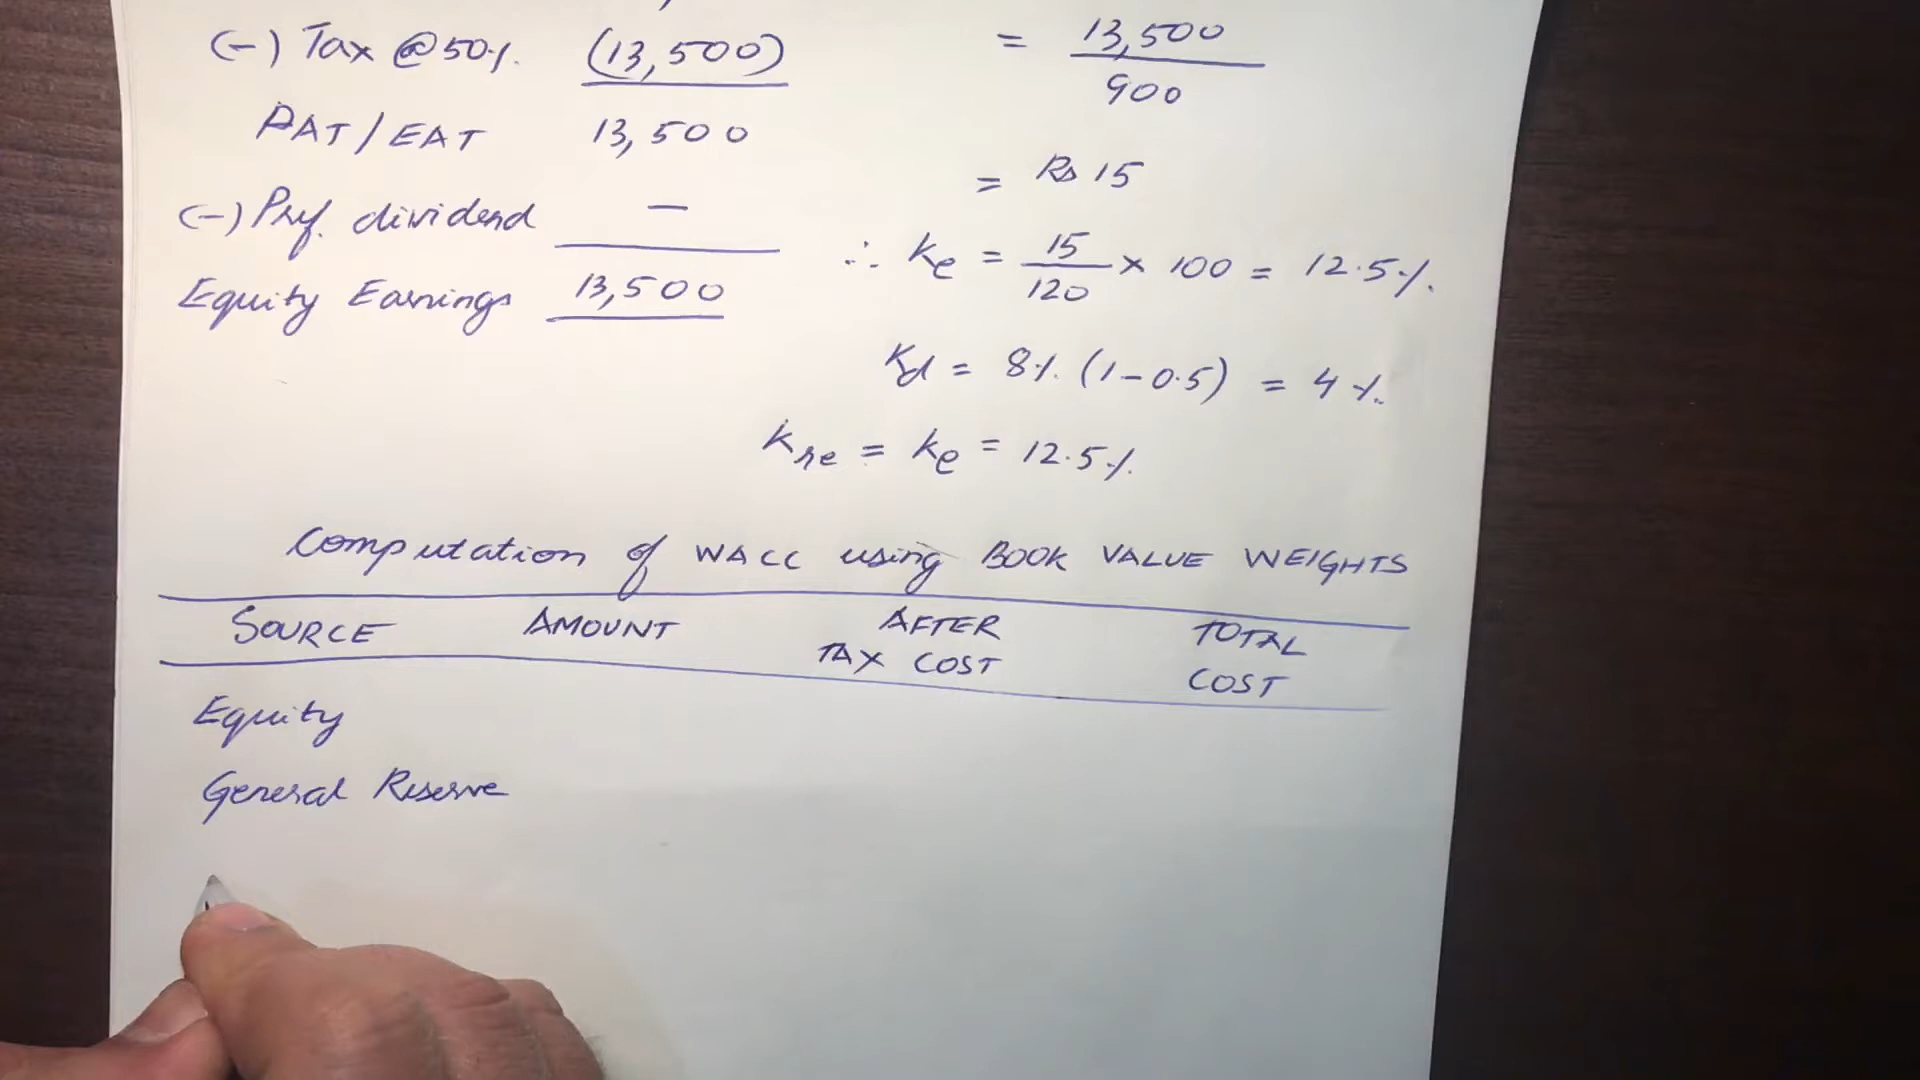 (-) Tax @50%. (13,500)
PAT/EAT 13,500
(-) Pref. dividend —
Equity Earnings 13,500
= 13,500
900
= Rs 15
∴ Ke = 15/120 × 100 = 12.5%.
Kd = 8%. (1-0.5) = 4%.
Kre = Ke = 12.5%.
Computation of WACC using BOOK VALUE WEIGHTS
SOURCE AMOUNT AFTER TAX COST TOTAL COST
Equity
General Reserve